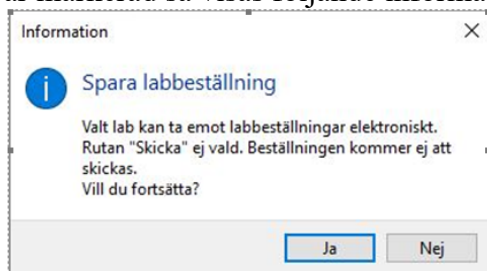 Information
Spara labbeställning
Valt lab kan ta emot labbeställningar elektroniskt.
Rutan "Skicka" ej vald. Beställningen kommer ej att
skickas.
Vill du fortsätta?
Ja
Nej